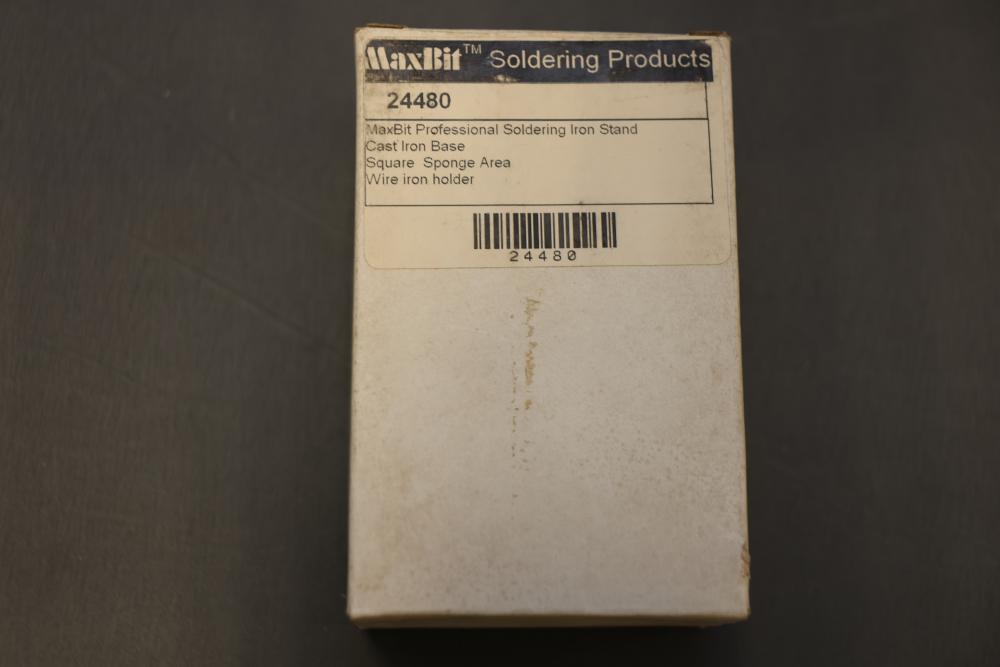 MaxBit™ Soldering Products
24480
MaxBit Professional Soldering Iron Stand
Cast Iron Base
Square Sponge Area
Wire iron holder
24480